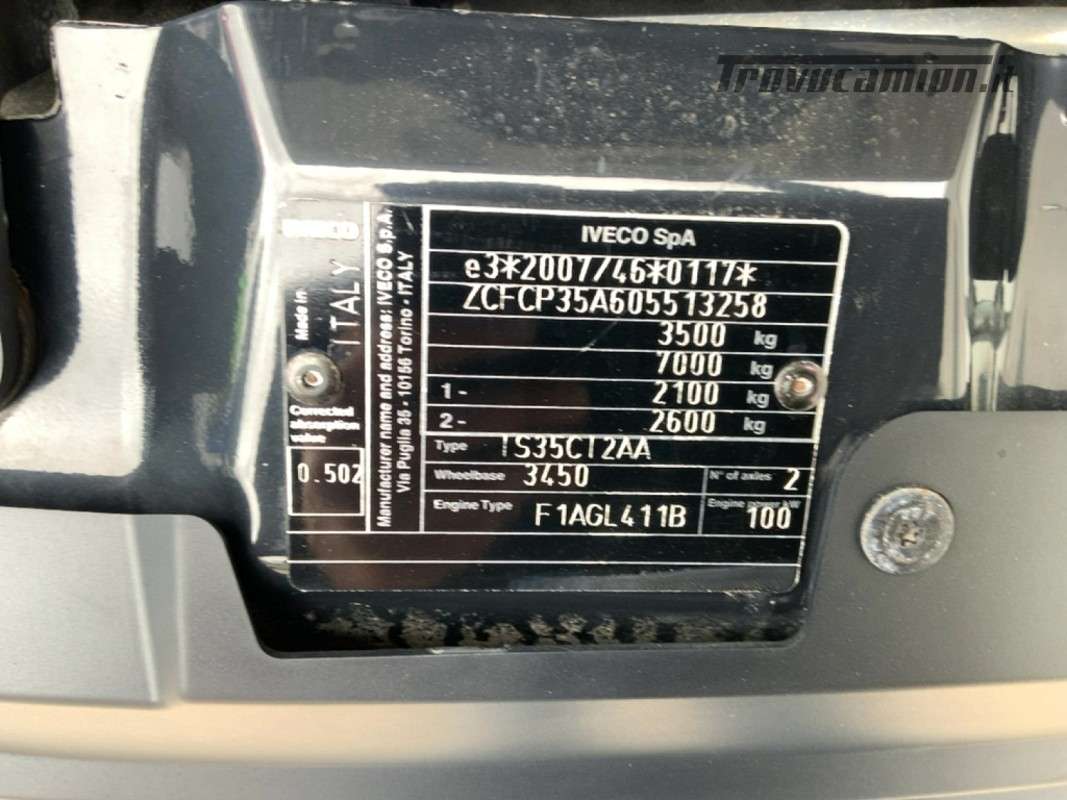 Trovocamion.it
IVECO
Made in
ITALY
Corrected
absorption
value
0.502
Manufacturer name and address: IVECO S.p.A.
Via Puglia 35 - 10156 Torino - ITALY
IVECO SpA
e3*2007/46*0117*
ZCFCP35A605513258
3500 kg
7000 kg
1- 2100 kg
2- 2600 kg
Type IS35CI2AA
Wheelbase 3450 N° of axles 2
Engine Type F1AGL411B Engine power kW 100